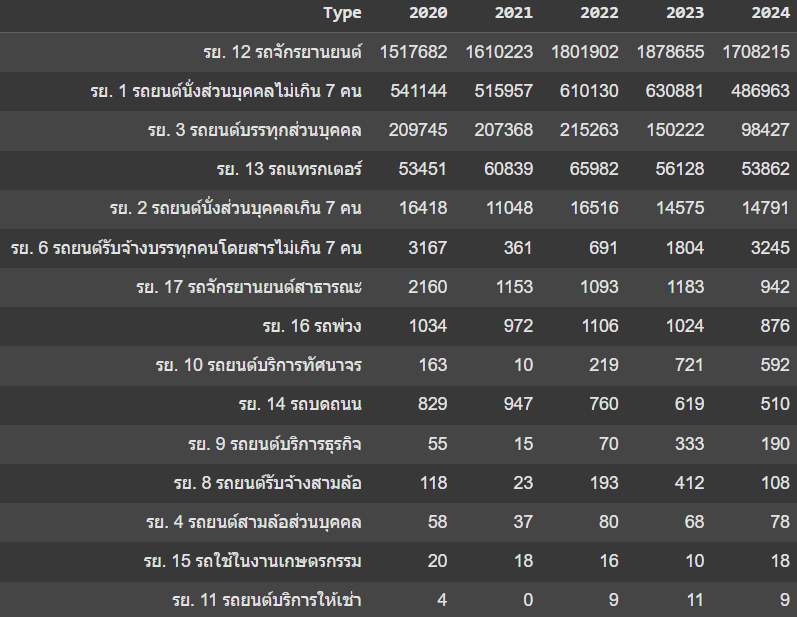 Type 2020 2021 2022 2023 2024
รย. 12 รถจักรยานยนต์ 1517682 1610223 1801902 1878655 1708215
รย. 1 รถยนต์นั่งส่วนบุคคลไม่เกิน 7 คน 541144 515957 610130 630881 486963
รย. 3 รถยนต์บรรทุกส่วนบุคคล 209745 207368 215263 150222 98427
รย. 13 รถแทรกเตอร์ 53451 60839 65982 56128 53862
รย. 2 รถยนต์นั่งส่วนบุคคลเกิน 7 คน 16418 11048 16516 14575 14791
รย. 6 รถยนต์รับจ้างบรรทุกคนโดยสารไม่เกิน 7 คน 3167 361 691 1804 3245
รย. 17 รถจักรยานยนต์สาธารณะ 2160 1153 1093 1183 942
รย. 16 รถพ่วง 1034 972 1106 1024 876
รย. 10 รถยนต์บริการทัศนาจร 163 10 219 721 592
รย. 14 รถบดถนน 829 947 760 619 510
รย. 9 รถยนต์บริการธุรกิจ 55 15 70 333 190
รย. 8 รถยนต์รับจ้างสามล้อ 118 23 193 412 108
รย. 4 รถยนต์สามล้อส่วนบุคคล 58 37 80 68 78
รย. 15 รถใช้ในงานเกษตรกรรม 20 18 16 10 18
รย. 11 รถยนต์บริการให้เช่า 4 0 9 11 9